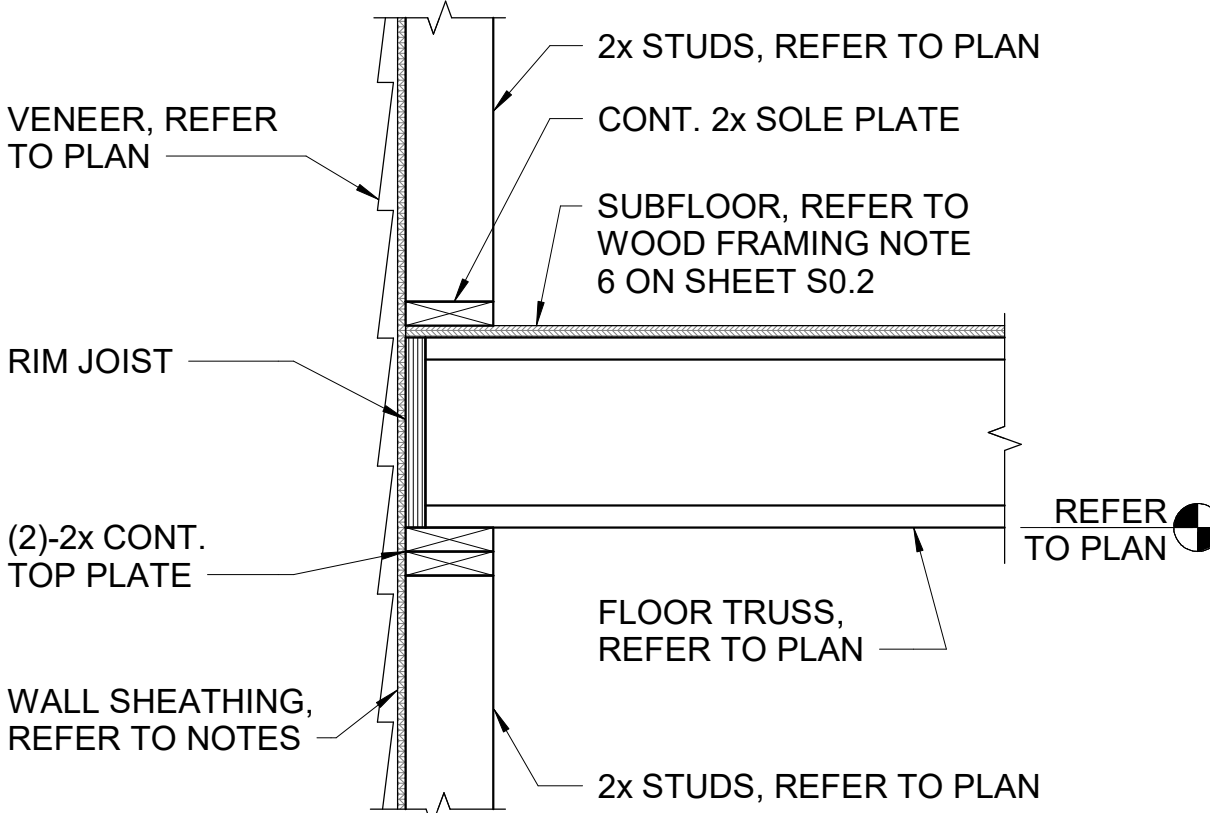 2x STUDS, REFER TO PLAN
VENEER, REFER
TO PLAN
CONT. 2x SOLE PLATE
SUBFLOOR, REFER TO
WOOD FRAMING NOTE
6 ON SHEET S0.2
RIM JOIST
REFER
TO PLAN
(2)-2x CONT.
TOP PLATE
FLOOR TRUSS,
REFER TO PLAN
WALL SHEATHING,
REFER TO NOTES
2x STUDS, REFER TO PLAN